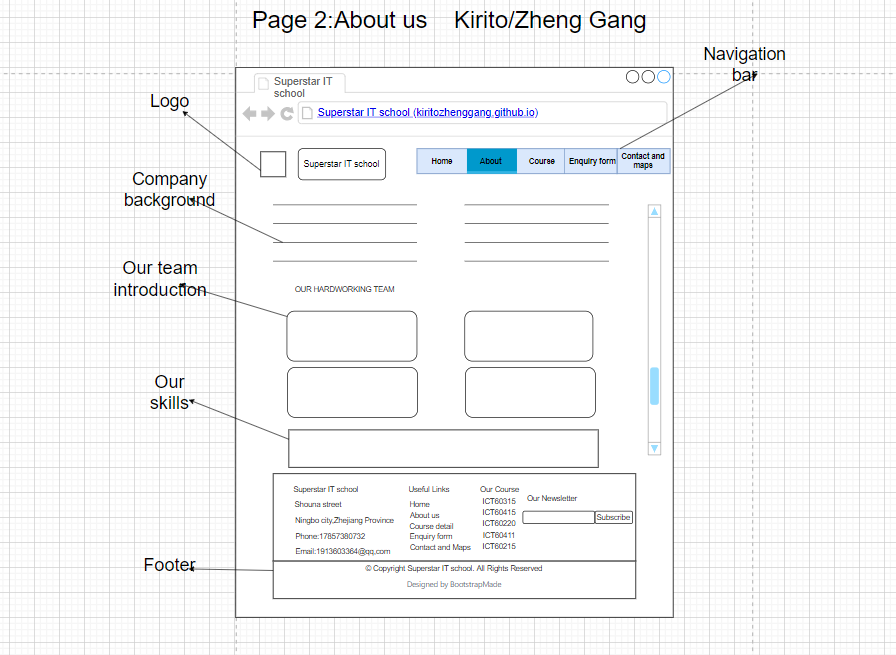 Page 2:About us    Kirito/Zheng Gang
Navigation
bar
Superstar IT
school
Logo
Superstar IT school (kiritozhenggang.github.io)
Superstar IT school
Home
About
Course
Enquiry form
Contact and
maps
Company
background
Our team
introduction
OUR HARDWORKING TEAM
Our
skills
Superstar IT school
Shouna street
Ningbo city,Zhejiang Province
Phone:17857380732
Email:1913603364@qq,com
Useful Links
Home
About us
Course detail
Enquiry form
Contact and Maps
Our Course
ICT60315
ICT60415
ICT60220
ICT60411
ICT60215
Our Newsletter
Subscribe
Footer
© Copyright Superstar IT school. All Rights Reserved
Designed by BootstrapMade